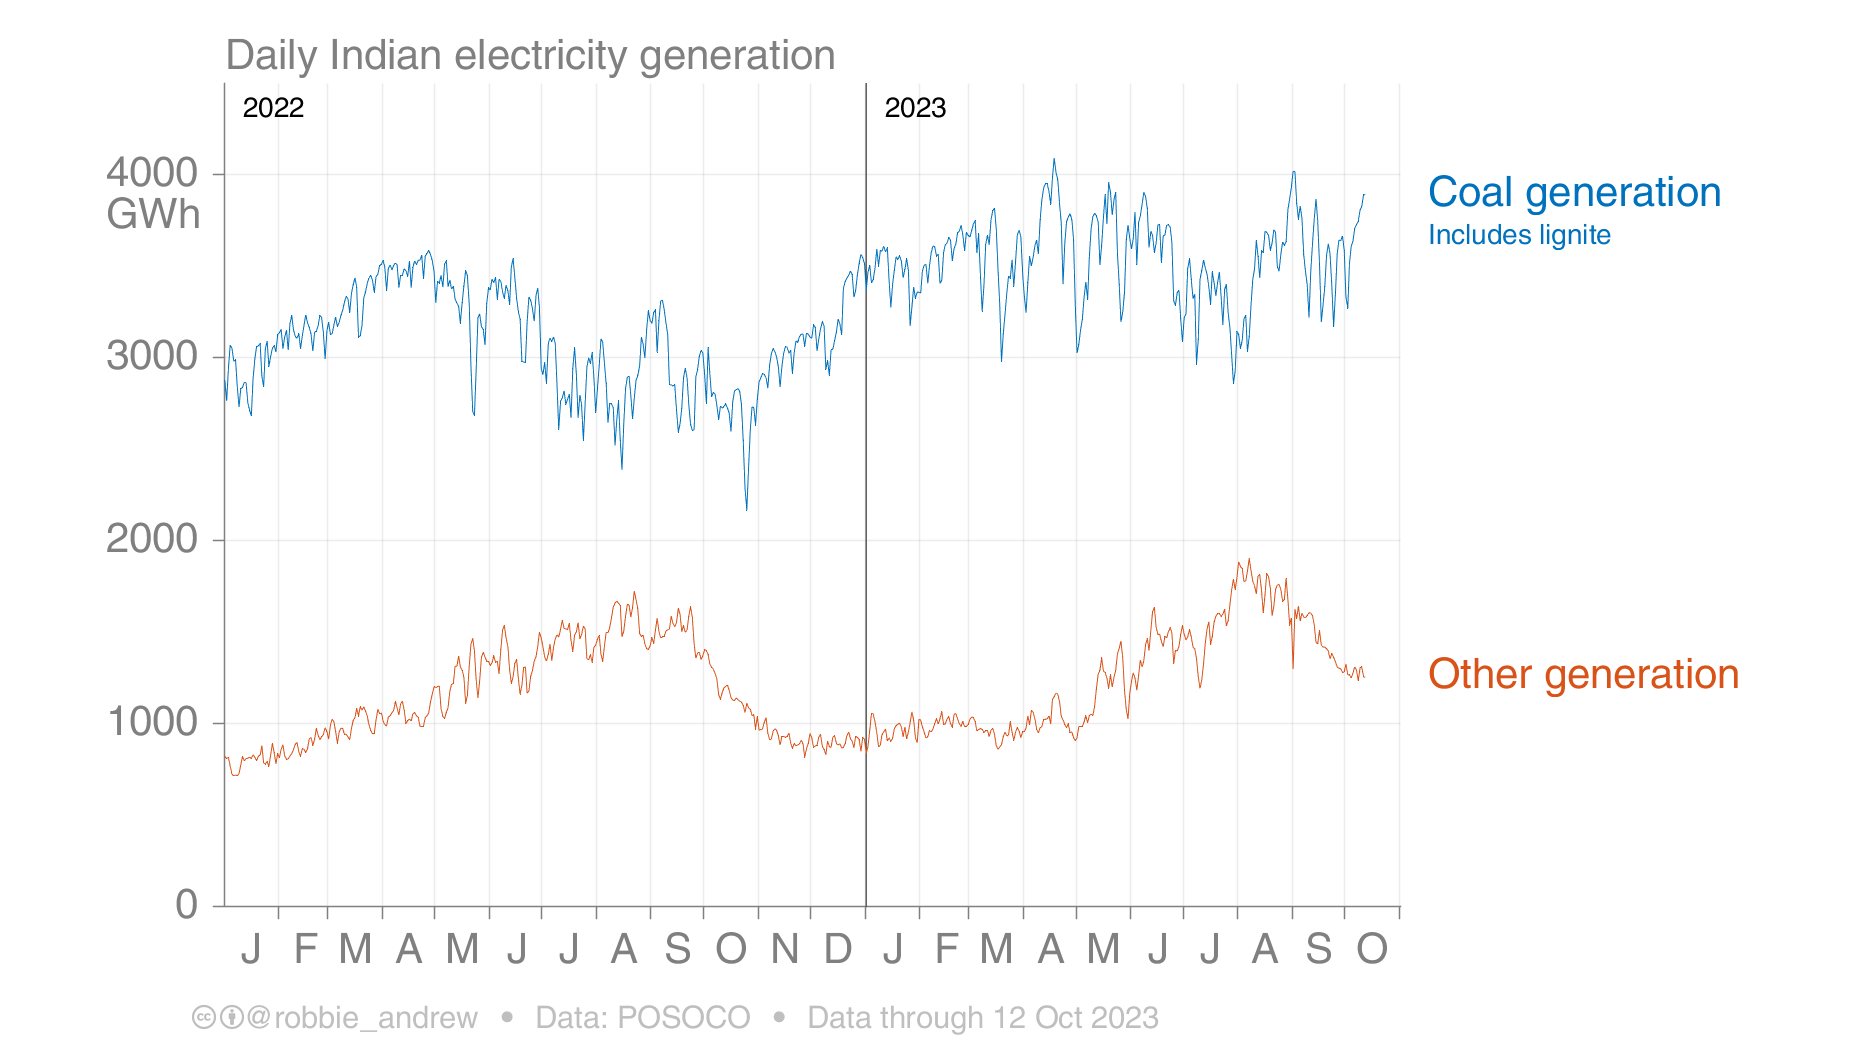 Daily Indian electricity generation
2022
2023
4000
GWh
3000
2000
1000
0
Coal generation
Includes lignite
Other generation
J F M A M J J A S O N D J F M A M J J A S O
@robbie_andrew • Data: POSOCO • Data through 12 Oct 2023